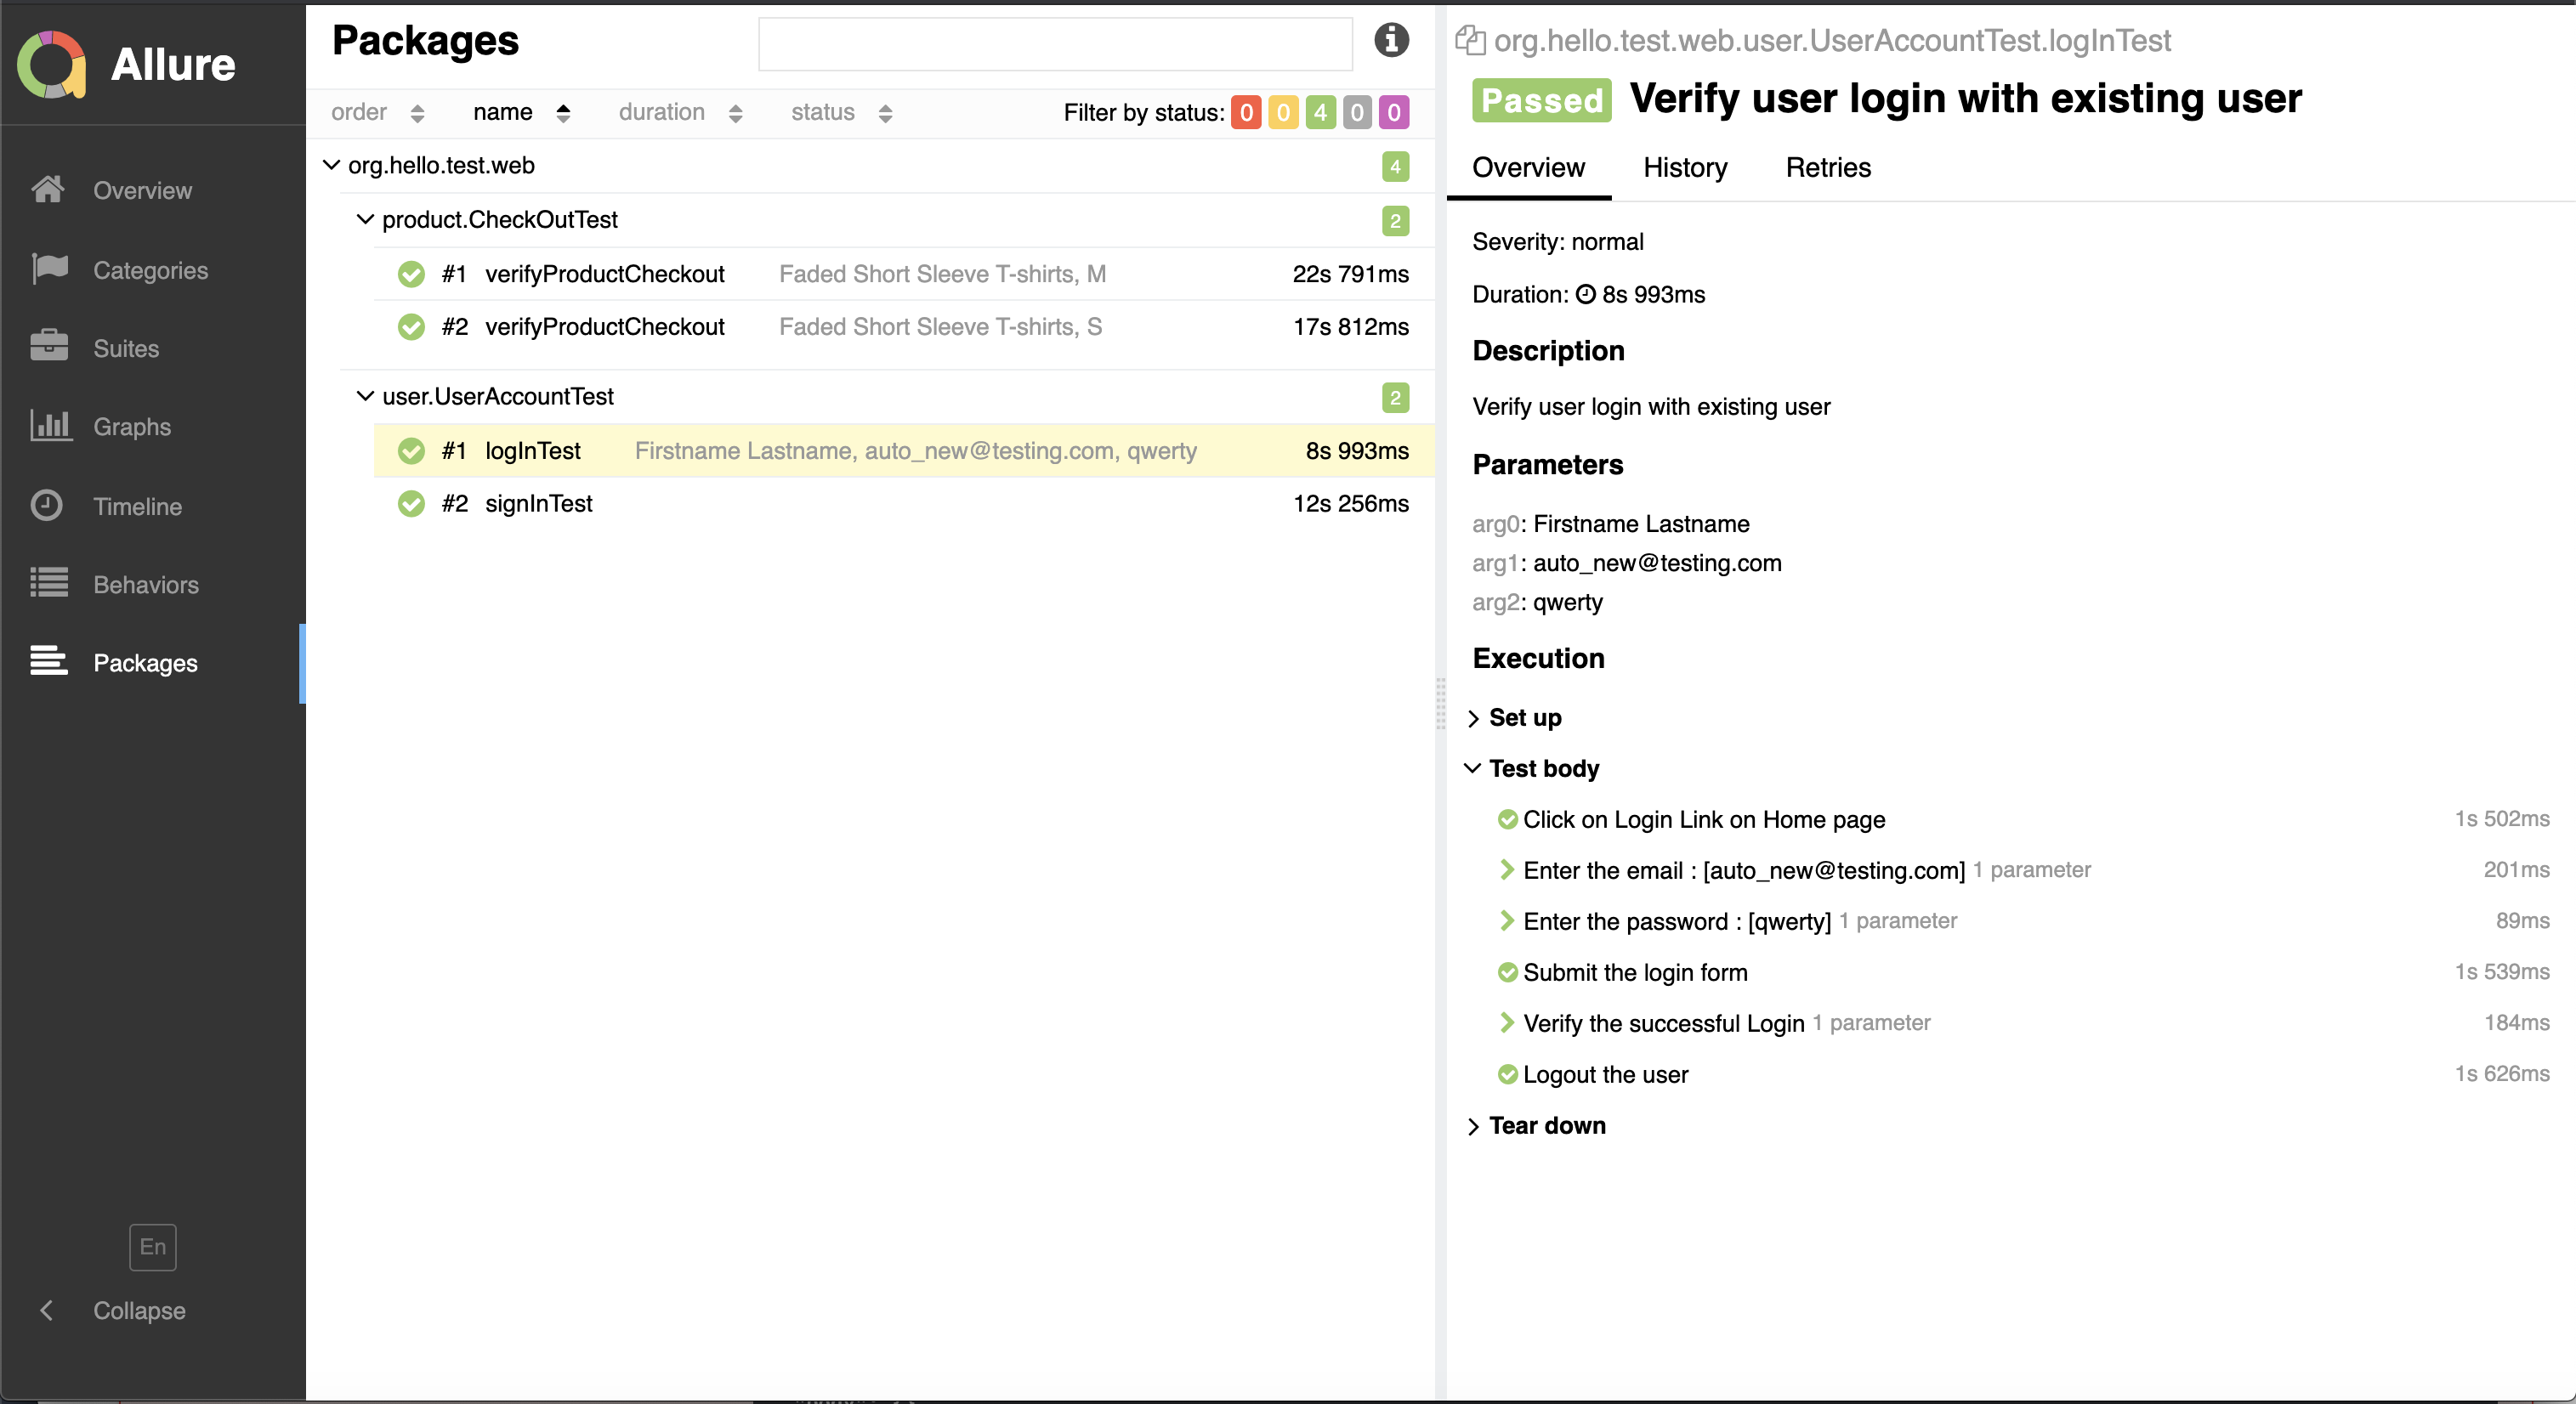 Allure
Overview
Categories
Suites
Graphs
Timeline
Behaviors
Packages
En
Collapse
Packages
order name duration status Filter by status: 0 0 4 0 0
org.hello.test.web 4
product.CheckOutTest 2
#1 verifyProductCheckout Faded Short Sleeve T-shirts, M 22s 791ms
#2 verifyProductCheckout Faded Short Sleeve T-shirts, S 17s 812ms
user.UserAccountTest 2
#1 logInTest Firstname Lastname, auto_new@testing.com, qwerty 8s 993ms
#2 signInTest 12s 256ms
org.hello.test.web.user.UserAccountTest.logInTest
Passed Verify user login with existing user
Overview History Retries
Severity: normal
Duration: 8s 993ms
Description
Verify user login with existing user
Parameters
arg0: Firstname Lastname
arg1: auto_new@testing.com
arg2: qwerty
Execution
Set up
Test body
Click on Login Link on Home page 1s 502ms
Enter the email : [auto_new@testing.com] 1 parameter 201ms
Enter the password : [qwerty] 1 parameter 89ms
Submit the login form 1s 539ms
Verify the successful Login 1 parameter 184ms
Logout the user 1s 626ms
Tear down